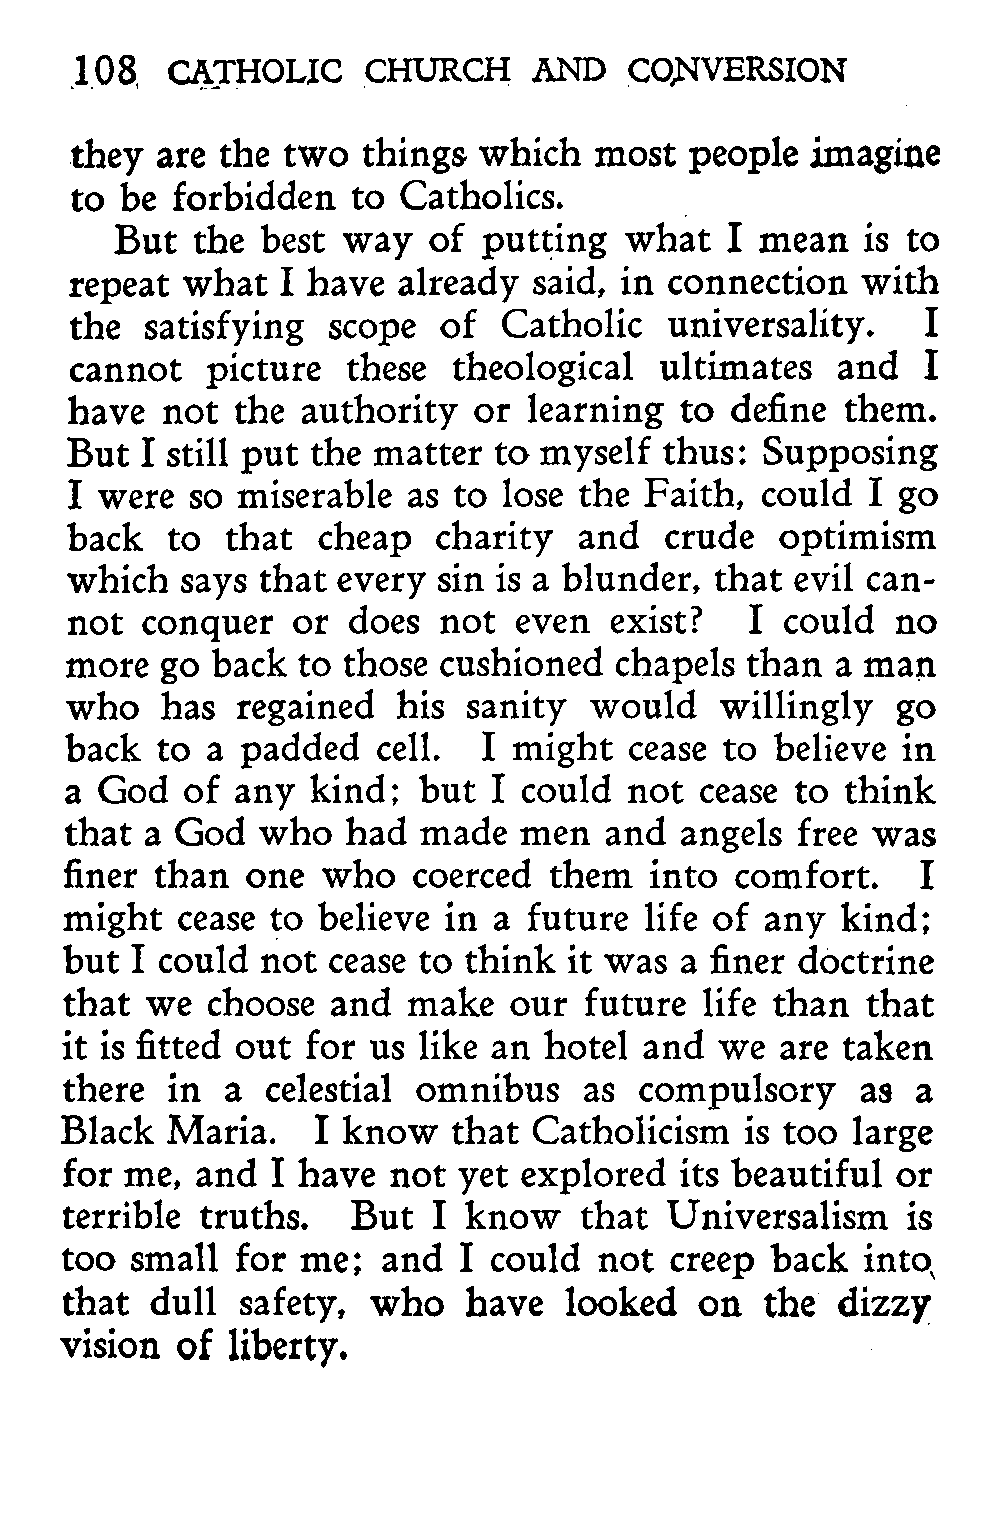 108 CATHOLIC CHURCH AND CONVERSION
they are the two things which most people imagine
to be forbidden to Catholics.
But the best way of putting what I mean is to
repeat what I have already said, in connection with
the satisfying scope of Catholic universality. I
cannot picture these theological ultimates and I
have not the authority or learning to define them.
But I still put the matter to myself thus: Supposing
I were so miserable as to lose the Faith, could I go
back to that cheap charity and crude optimism
which says that every sin is a blunder, that evil can-
not conquer or does not even exist? I could no
more go back to those cushioned chapels than a man
who has regained his sanity would willingly go
back to a padded cell. I might cease to believe in
a God of any kind; but I could not cease to think
that a God who had made men and angels free was
finer than one who coerced them into comfort. I
might cease to believe in a future life of any kind;
but I could not cease to think it was a finer doctrine
that we choose and make our future life than that
it is fitted out for us like an hotel and we are taken
there in a celestial omnibus as compulsory as a
Black Maria. I know that Catholicism is too large
for me, and I have not yet explored its beautiful or
terrible truths. But I know that Universalism is
too small for me; and I could not creep back into
that dull safety, who have looked on the dizzy
vision of liberty.